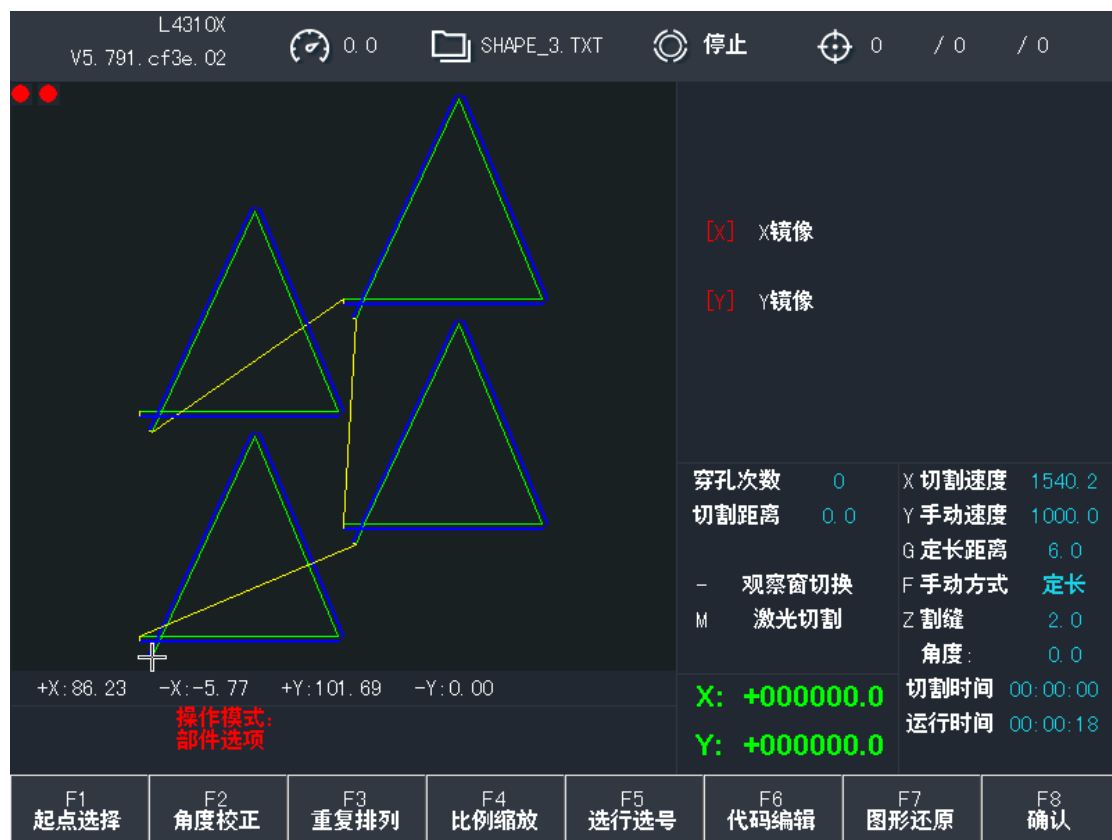 L4310X
V5.791.cf3e.02
0.0
SHAPE_3.TXT
停止
0 /0 /0
[X] X镜像
[Y] Y镜像
穿孔次数 0
切割距离 0.0
- 观察窗切换
M 激光切割
X 切割速度 1540.2
Y 手动速度 1000.0
G 定长距离 6.0
F 手动方式 定长
Z 割缝 2.0
角度: 0.0
切割时间 00:00:00
运行时间 00:00:18
+X:86.23 -X:-5.77 +Y:101.69 -Y:0.00
操作模式:
部件选项
X: +000000.0
Y: +000000.0
F1
起点选择
F2
角度校正
F3
重复排列
F4
比例缩放
F5
选行选号
F6
代码编辑
F7
图形还原
F8
确认